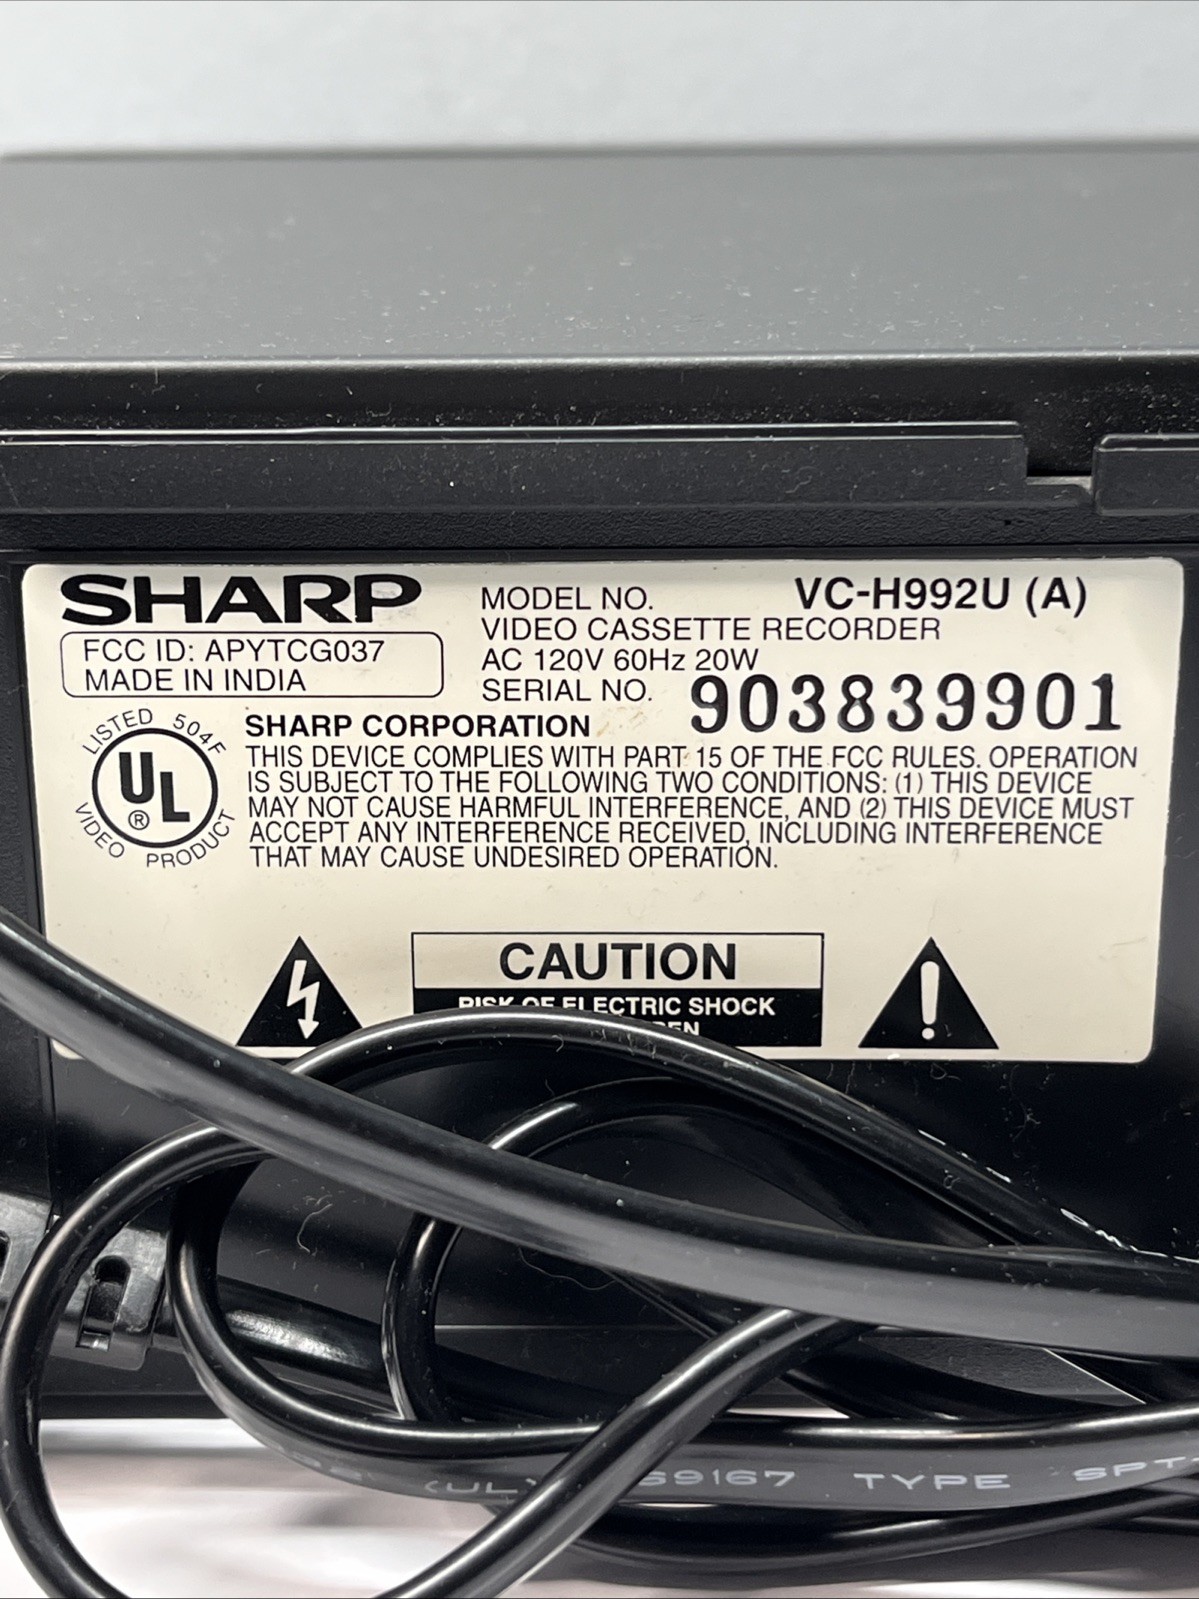 SHARP
FCC ID: APYTCG037
MADE IN INDIA
MODEL NO. VC-H992U (A)
VIDEO CASSETTE RECORDER
AC 120V 60Hz 20W
SERIAL NO. 903839901
LISTED 504F
UL
®
VIDEO PRODUCT
SHARP CORPORATION
THIS DEVICE COMPLIES WITH PART 15 OF THE FCC RULES. OPERATION
IS SUBJECT TO THE FOLLOWING TWO CONDITIONS: (1) THIS DEVICE
MAY NOT CAUSE HARMFUL INTERFERENCE, AND (2) THIS DEVICE MUST
ACCEPT ANY INTERFERENCE RECEIVED, INCLUDING INTERFERENCE
THAT MAY CAUSE UNDESIRED OPERATION.
CAUTION
RISK OF ELECTRIC SHOCK
(UL) 69167 TYPE SPT